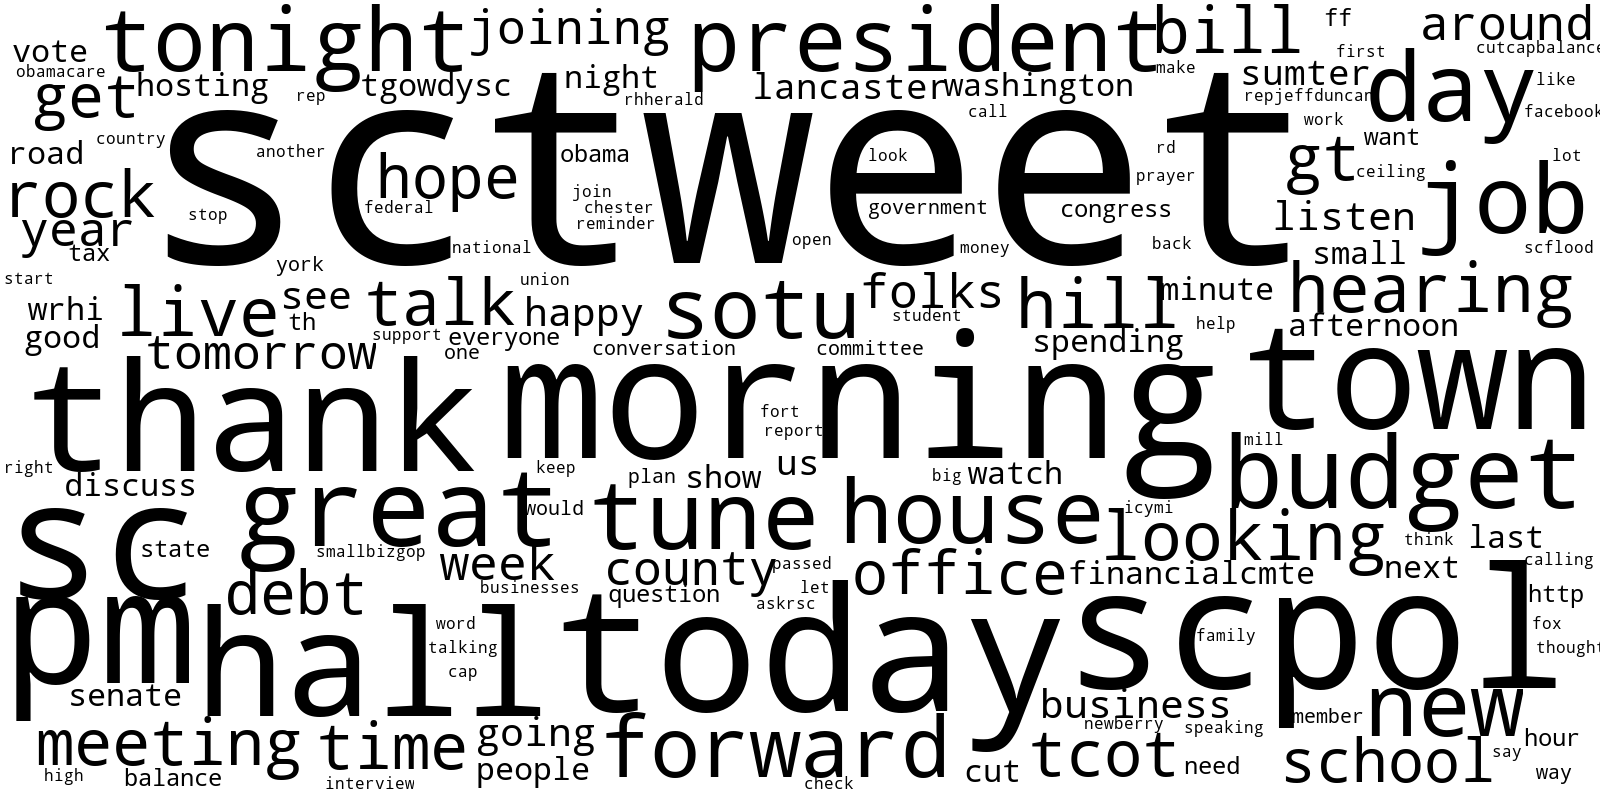 tonight
joining
president
bill
ff
around
vote
first
cutcapbalance
obamacare
hosting
rep
tgowdysc
night
rhherald
lancaster
washington
make
sumter
day
like
get
repjeffduncan
facebook
country
sctweet
call
work
want
road
another
hope
obama
look
rd
gt
lot
rock
stop
federal
join
chester
reminder
government
prayer
congress
ceiling
job
year
tax
national
open
money
back
listen
small
scflood
start
york
union
wrhi
good
live
see
th
talk
happy
sotu
folks
student
hill
minute
help
hearing
afternoon
tomorrow
support
everyone
one
conversation
committee
spending
thank
morning
fort
report
town
right
discuss
keep
plan
show
us
big
watch
mill
budget
great
would
tune
house
icymi
looking
think
last
sc
state
smallbizgop
week
businesses
county
passed
question
let
askrsc
office
financialcmte
next
calling
http
debt
pm
hall
word
talking
cap
today
scpol
family
fox
thought
senate
business
newberry
speaking
member
new
meeting
time
going
people
forward
tcot
need
school
say
hour
way
high
balance
interview
check
cut